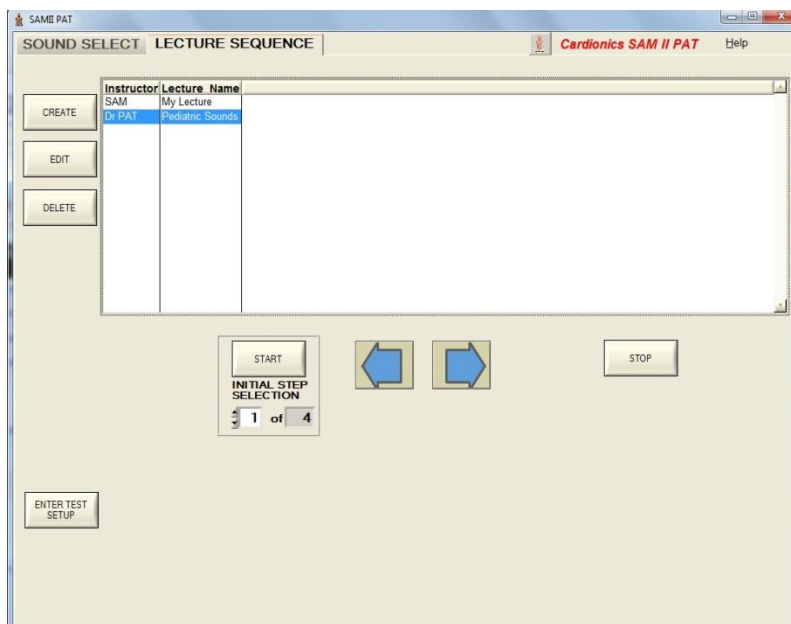 SAMII PAT
SOUND SELECT LECTURE SEQUENCE Cardionics SAM II PAT Help
Instructor Lecture Name
SAM My Lecture
Dr PAT Pediatric Sounds
CREATE
EDIT
DELETE
START
INITIAL STEP
SELECTION
1 of 4
STOP
ENTER TEST
SETUP